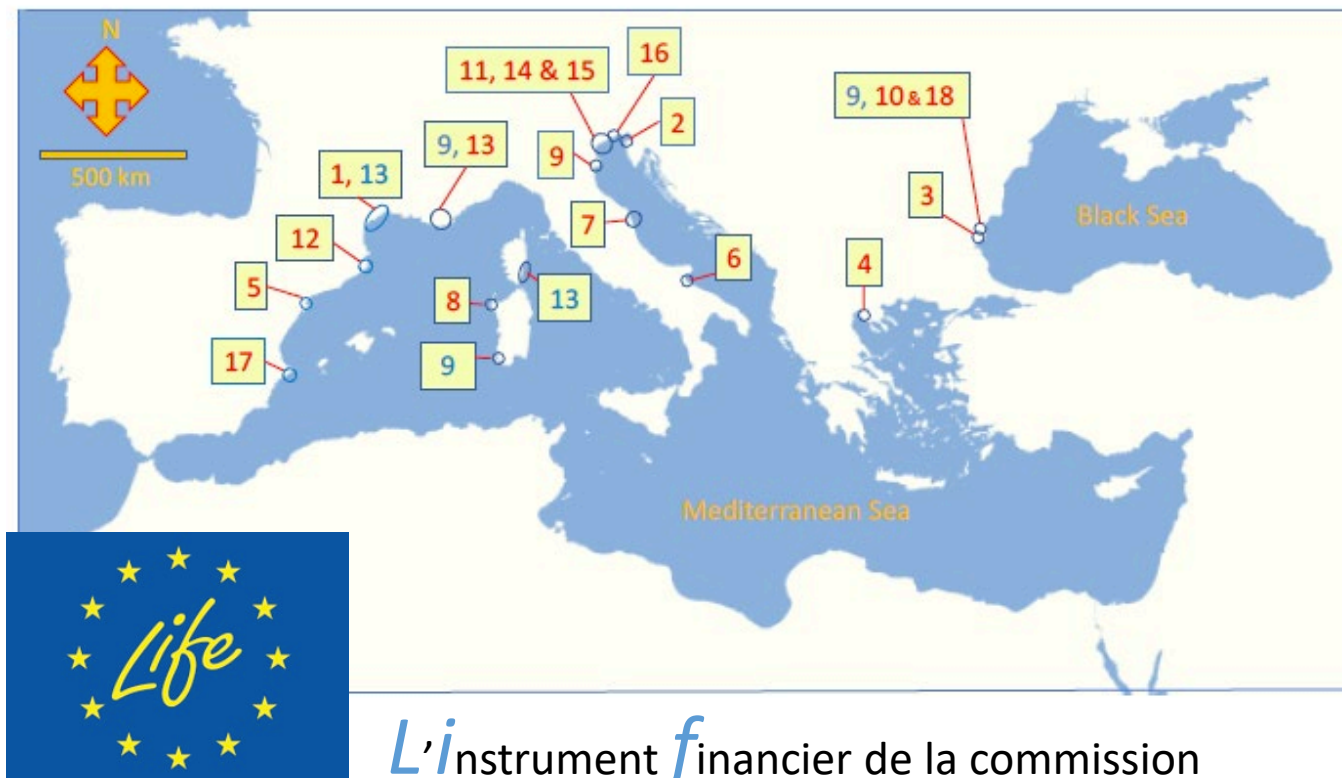 N
500 km
11, 14 & 15
16
2
9, 10 & 18
9, 13
9
1, 13
3
Black Sea
7
12
6
4
5
8
13
17
9
Mediterranean Sea
Life
L'instrument financier de la commission